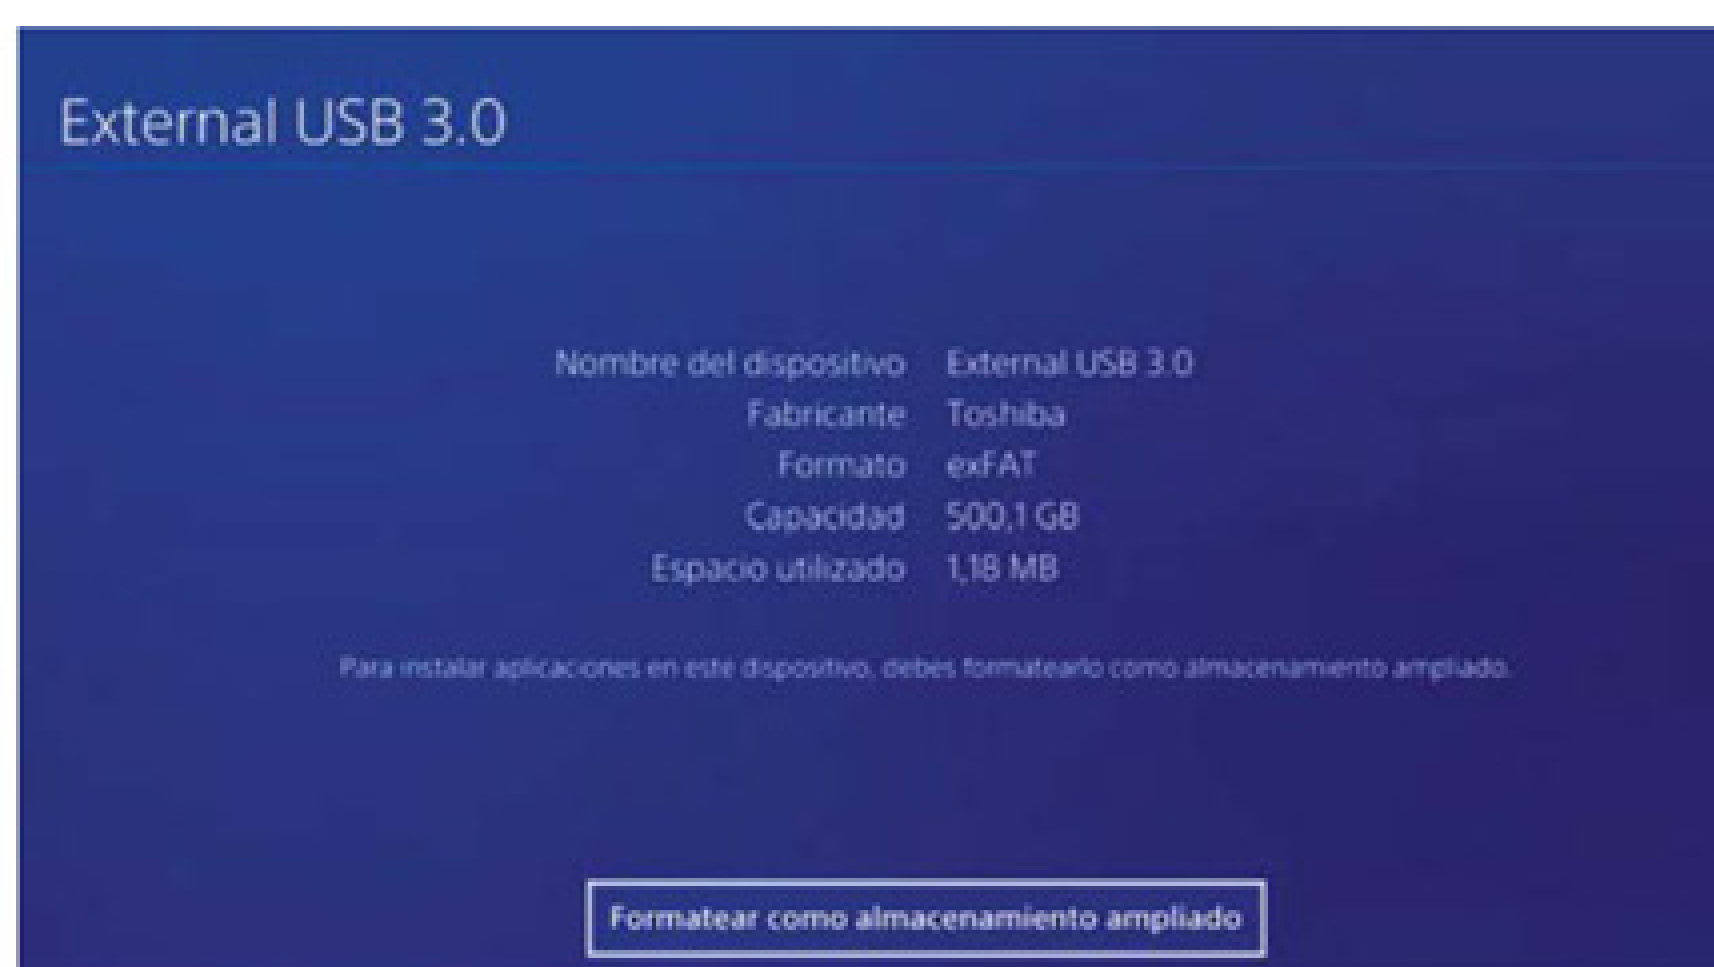 External USB 3.0
Nombre del dispositivo External USB 3.0
Fabricante Toshiba
Formato exFAT
Capacidad 500,1 GB
Espacio utilizado 1,18 MB
Para instalar aplicaciones en este dispositivo, debes formatearlo como almacenamiento ampliado.
Formatear como almacenamiento ampliado